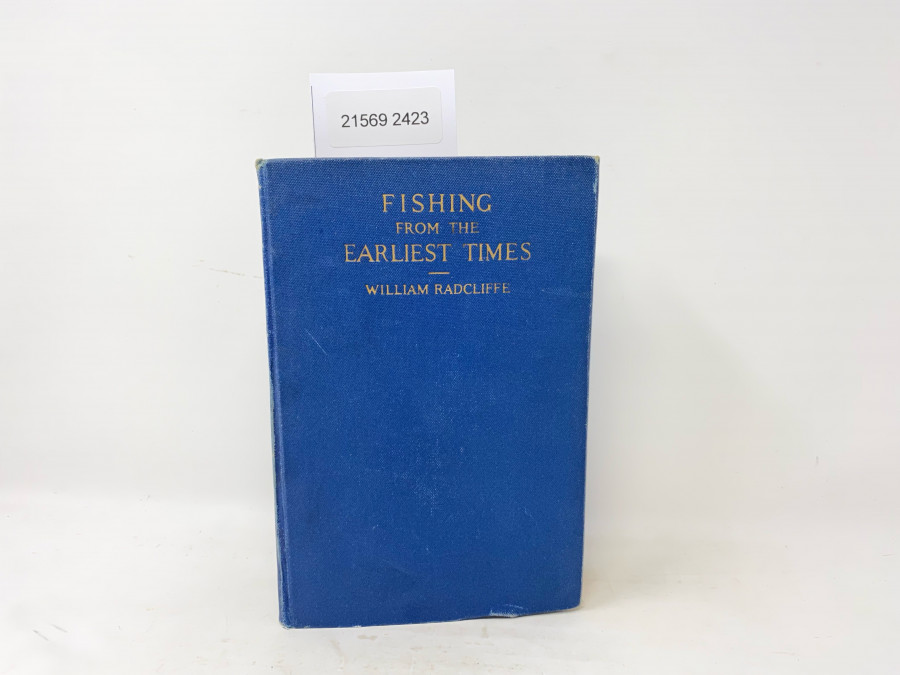 21569 2423
FISHING
FROM THE
EARLIEST TIMES
WILLIAM RADCLIFFE